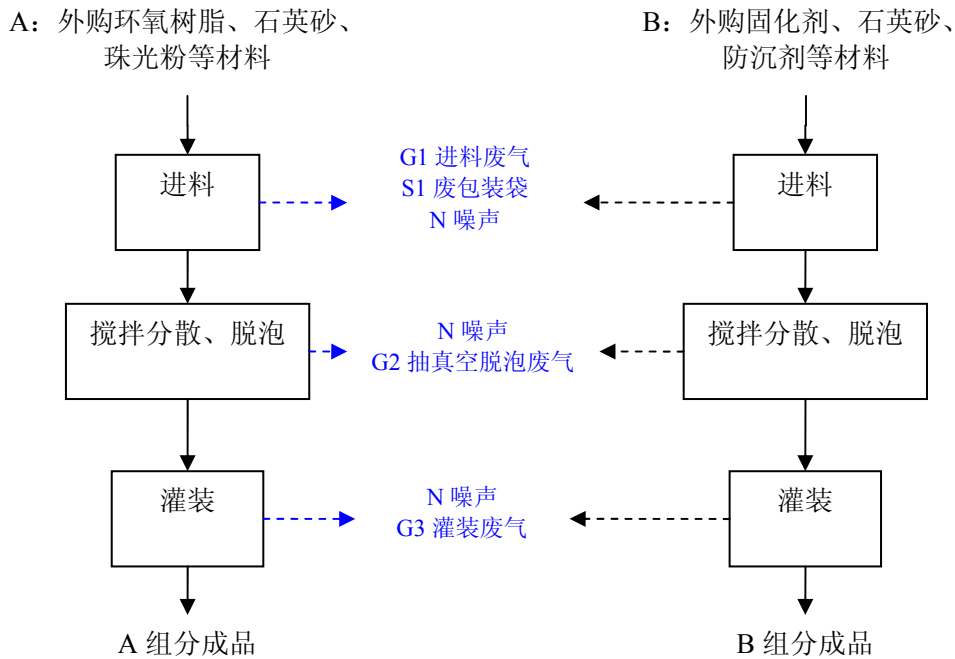 A：外购环氧树脂、石英砂、
珠光粉等材料
B：外购固化剂、石英砂、
防沉剂等材料
进料
G1 进料废气
S1 废包装袋
N 噪声
进料
搅拌分散、脱泡
N 噪声
G2 抽真空脱泡废气
搅拌分散、脱泡
灌装
N 噪声
G3 灌装废气
灌装
A 组分成品
B 组分成品